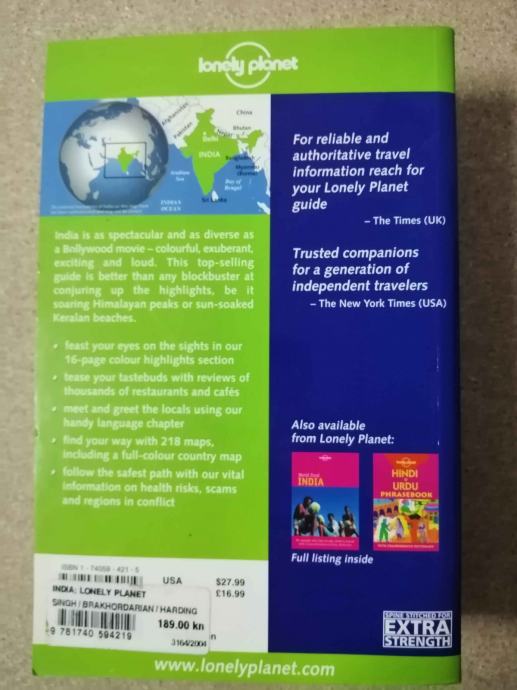 lonely planet
Afghanistan
China
Pakistan
Delhi
Nepal
Bhutan
INDIA
Bangladesh
Myanmar
(Burma)
Arabian
Sea
Bay of
Bengal
INDIAN
OCEAN
Sri Lanka
India is as spectacular and as diverse as
a Bollywood movie – colourful, exuberant,
exciting and loud. This top-selling
guide is better than any blockbuster at
conjuring up the highlights, be it
soaring Himalayan peaks or sun-soaked
Keralan beaches.
• feast your eyes on the sights in our
16-page colour highlights section
• tease your tastebuds with reviews of
thousands of restaurants and cafés
• meet and greet the locals using our
handy language chapter
• find your way with 218 maps,
including a full-colour country map
• follow the safest path with our vital
information on health risks, scams
and regions in conflict
For reliable and
authoritative travel
information reach for
your Lonely Planet
guide
– The Times (UK)
Trusted companions
for a generation of
independent travelers
– The New York Times (USA)
Also available
from Lonely Planet:
World Food
INDIA
HINDI
& URDU
PHRASEBOOK
Full listing inside
ISBN 1 - 74059 - 421 - 5
USA $27.99
£16.99
INDIA; LONELY PLANET
SINGH / BRAKHORDARIAN / HARDING
189.00 kn
9 781740 594219
3164/2004
SPINE STITCHED FOR
EXTRA
STRENGTH
www.lonelyplanet.com